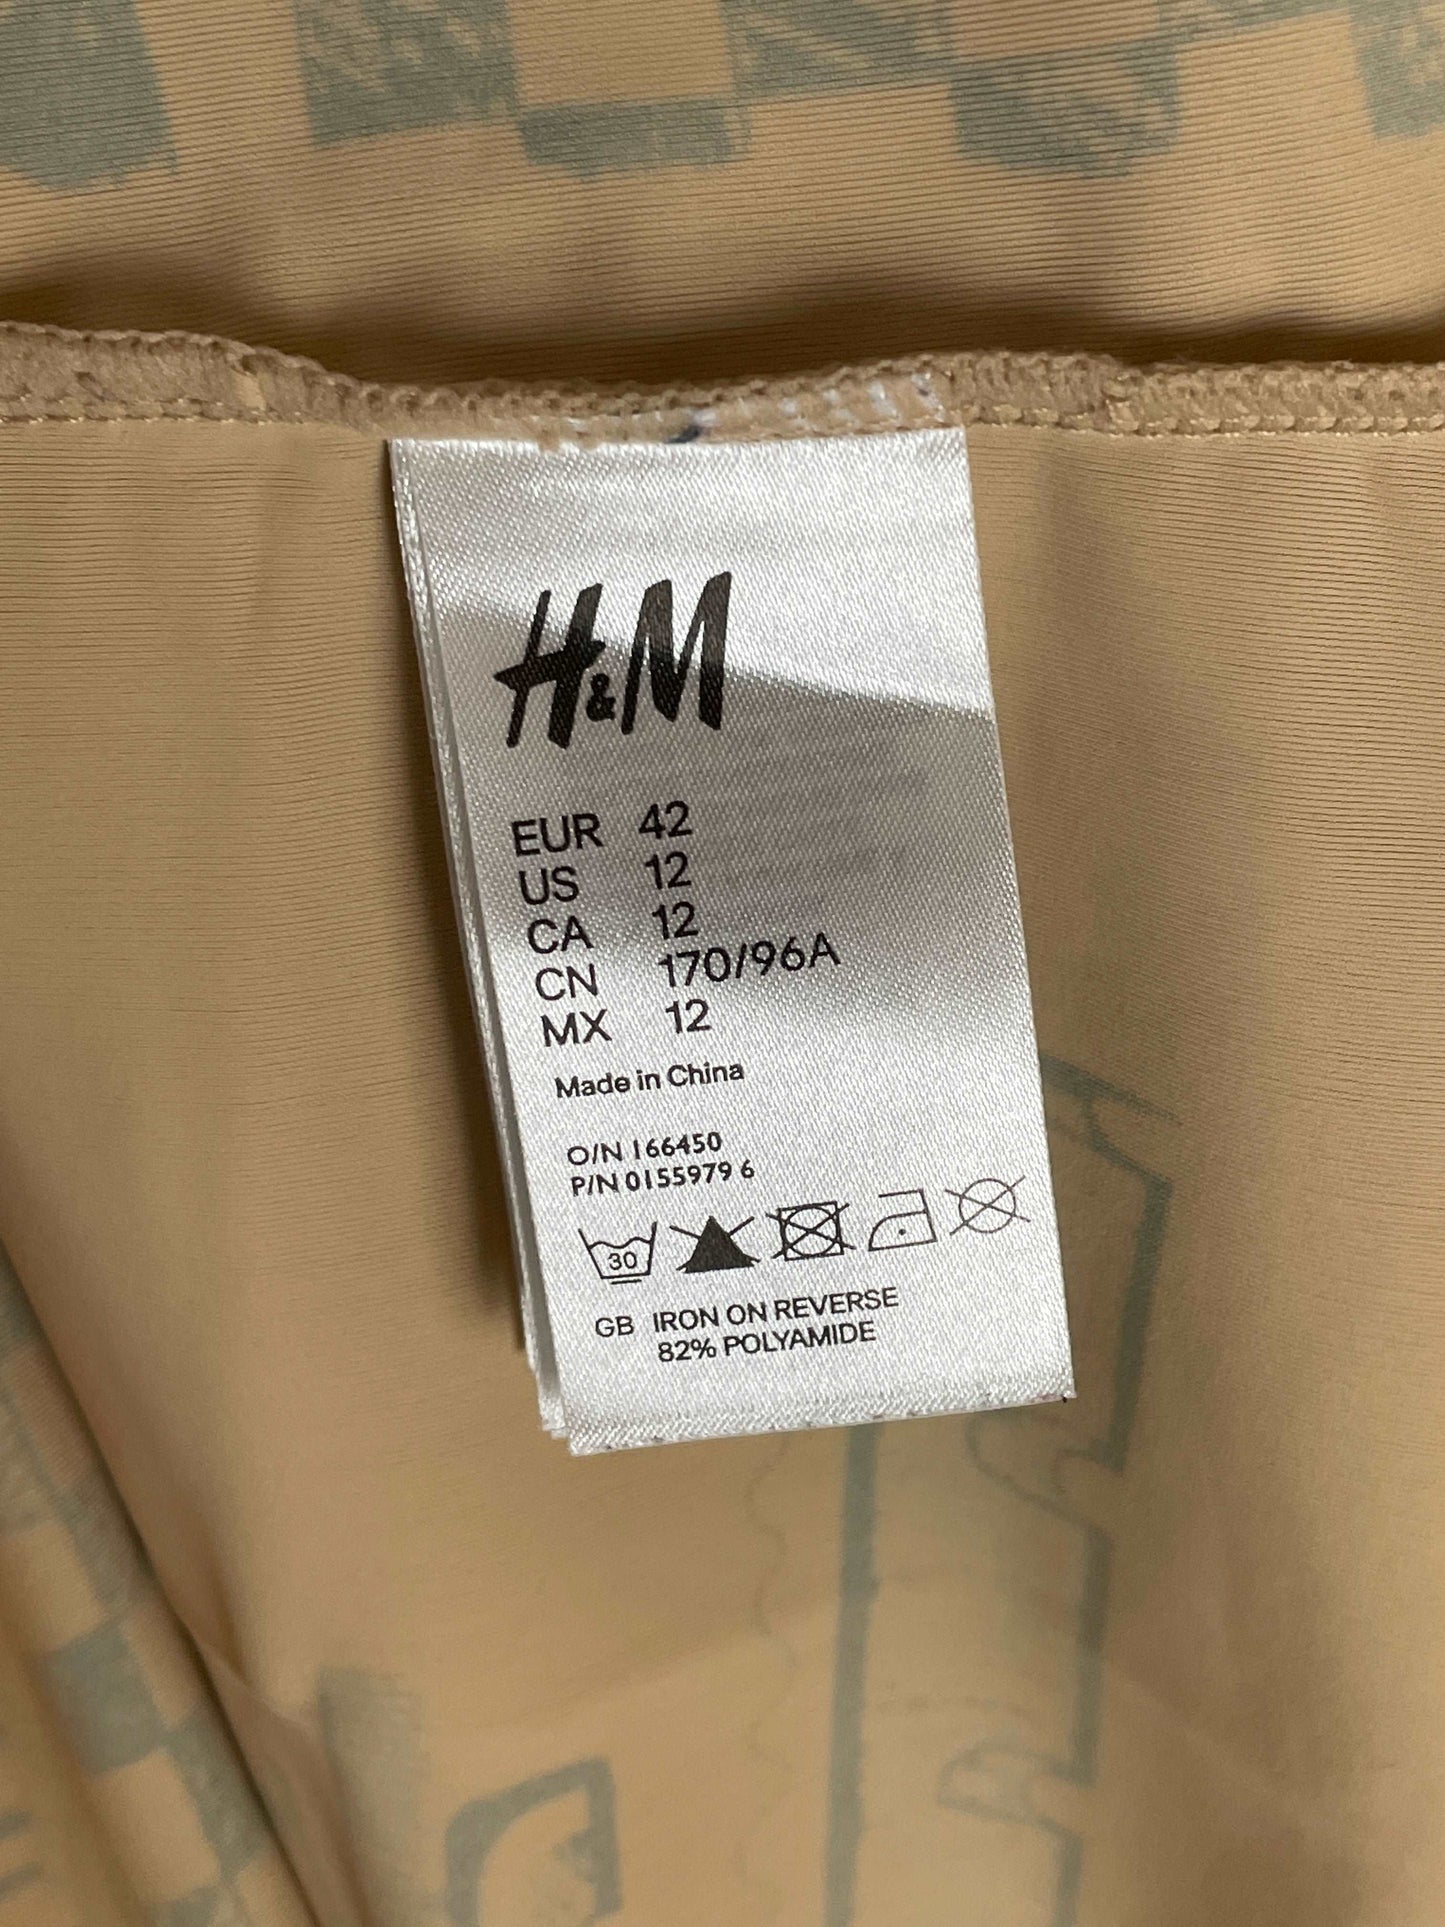 H&M
EUR 42
US 12
CA 12
CN 170/96A
MX 12
Made in China
O/N 166450
P/N 0155979 6
30
GB IRON ON REVERSE
82% POLYAMIDE